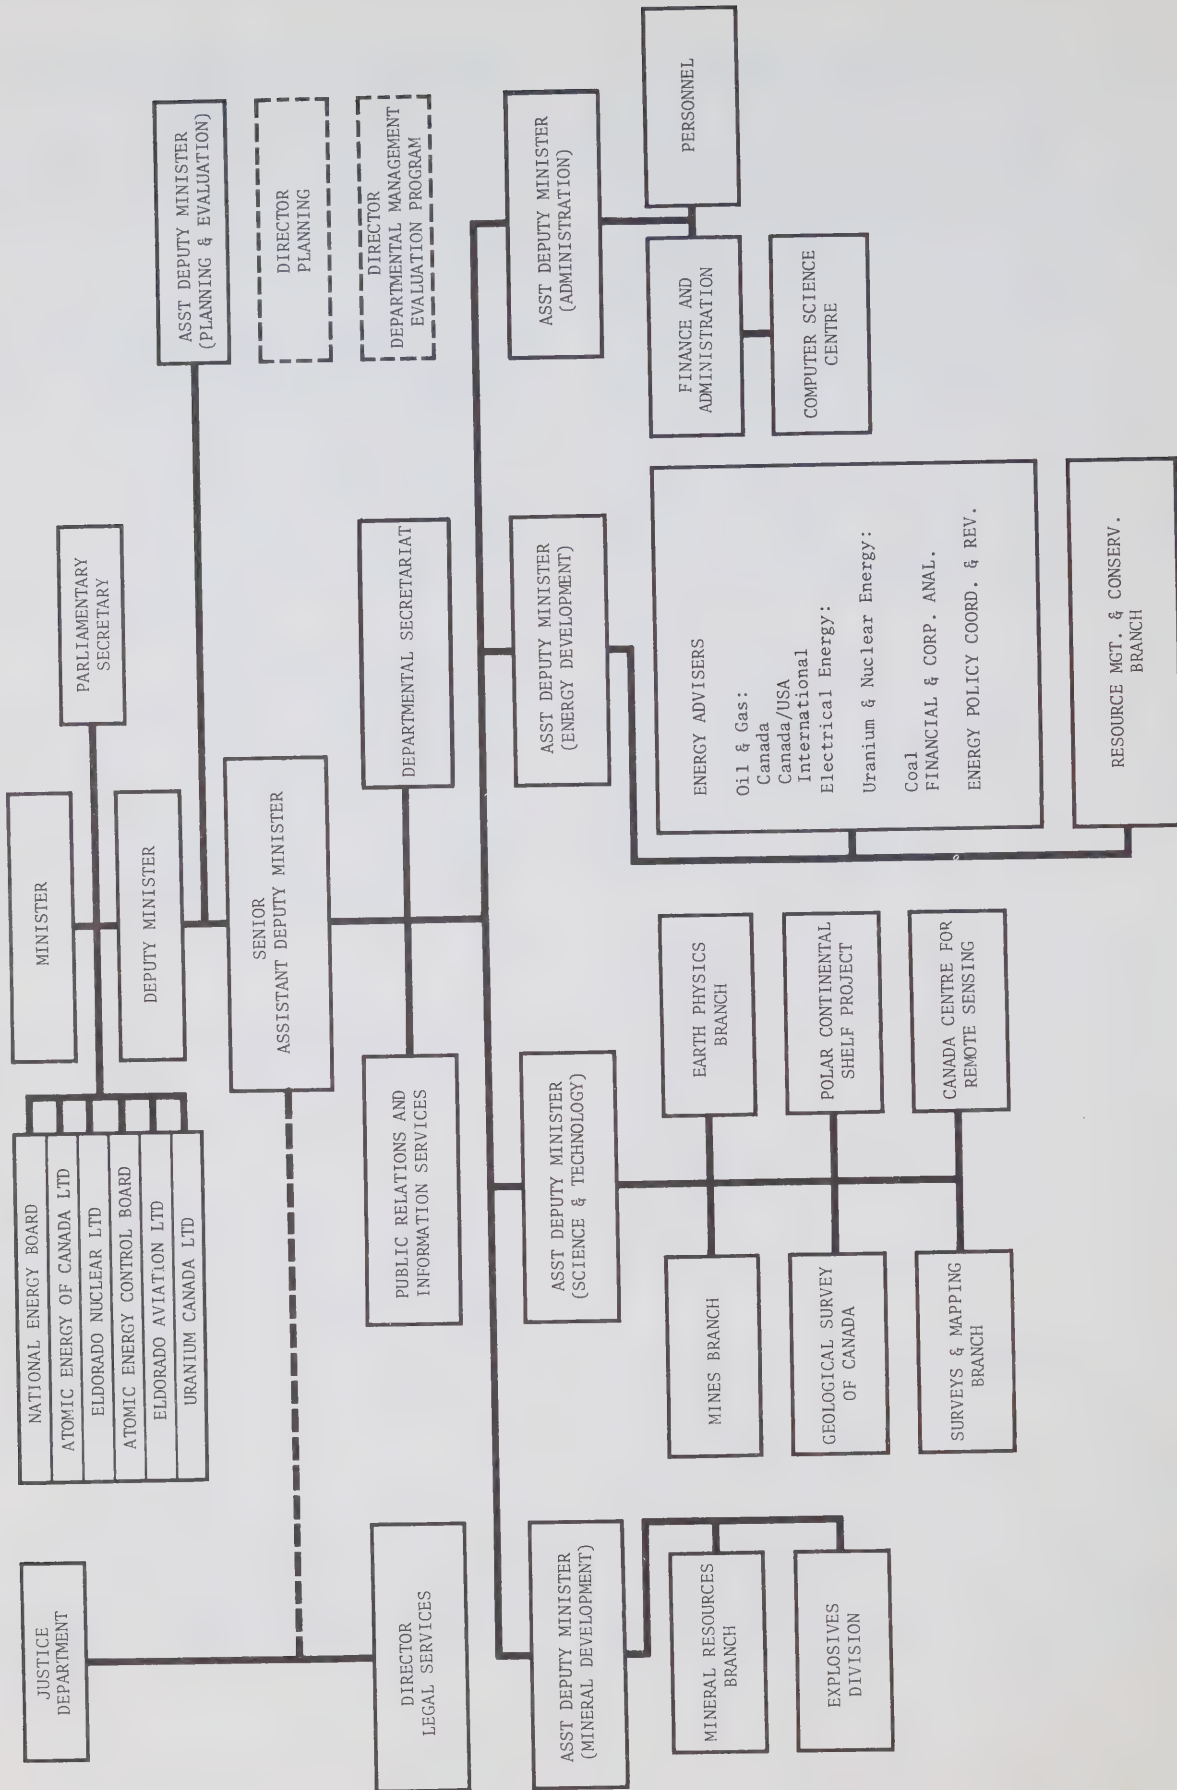 JUSTICE
DEPARTMENT
NATIONAL ENERGY BOARD
ATOMIC ENERGY OF CANADA LTD
ELDORADO NUCLEAR LTD
ATOMIC ENERGY CONTROL BOARD
ELDORADO AVIATION LTD
URANIUM CANADA LTD
MINISTER
PARLIAMENTARY
SECRETARY
DEPUTY MINISTER
ASST DEPUTY MINISTER
(PLANNING & EVALUATION)
DIRECTOR
PLANNING
DIRECTOR
DEPARTMENTAL MANAGEMENT
EVALUATION PROGRAM
SENIOR
ASSISTANT DEPUTY MINISTER
DIRECTOR
LEGAL SERVICES
PUBLIC RELATIONS AND
INFORMATION SERVICES
DEPARTMENTAL SECRETARIAT
ASST DEPUTY MINISTER
(MINERAL DEVELOPMENT)
ASST DEPUTY MINISTER
(SCIENCE & TECHNOLOGY)
ASST DEPUTY MINISTER
(ENERGY DEVELOPMENT)
ASST DEPUTY MINISTER
(ADMINISTRATION)
MINERAL RESOURCES
BRANCH
EXPLOSIVES
DIVISION
MINES BRANCH
EARTH PHYSICS
BRANCH
GEOLOGICAL SURVEY
OF CANADA
POLAR CONTINENTAL
SHELF PROJECT
SURVEYS & MAPPING
BRANCH
CANADA CENTRE FOR
REMOTE SENSING
ENERGY ADVISERS
Oil & Gas:
Canada
Canada/USA
International
Electrical Energy:
Uranium & Nuclear Energy:
Coal
FINANCIAL & CORP. ANAL.
ENERGY POLICY COORD. & REV.
RESOURCE MGT. & CONSERV.
BRANCH
FINANCE AND
ADMINISTRATION
PERSONNEL
COMPUTER SCIENCE
CENTRE